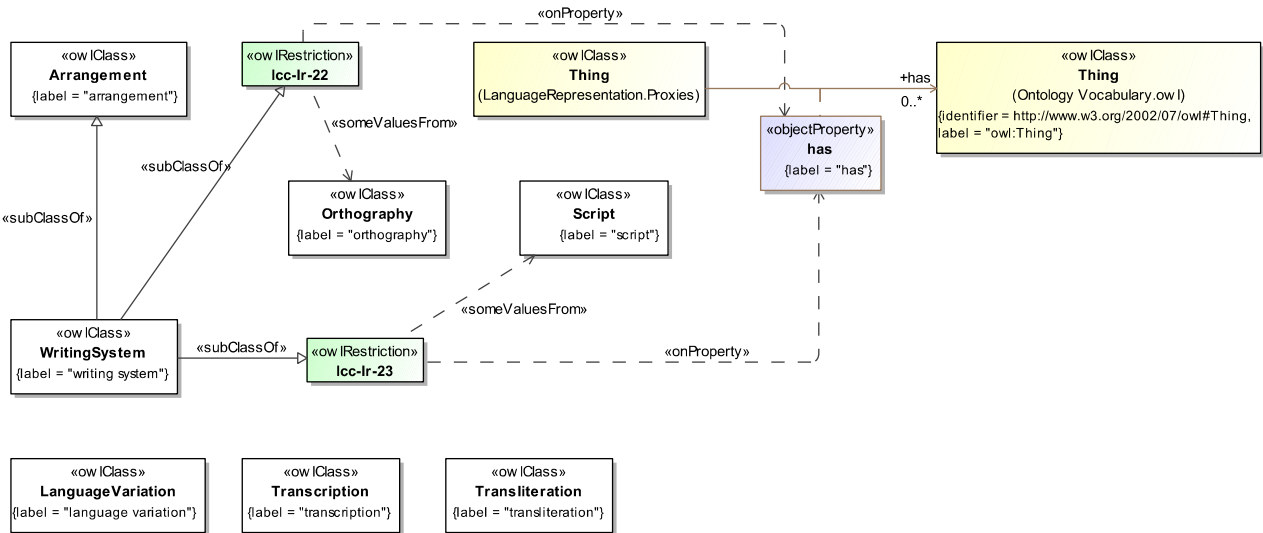 «onProperty»
«owlClass»
Arrangement
{label = "arrangement"}
«owlRestriction»
lcc-lr-22
«owlClass»
Thing
(LanguageRepresentation.Proxies)
+has
0..*
«owlClass»
Thing
(Ontology Vocabulary.owl)
{identifier = http://www.w3.org/2002/07/owl#Thing,
label = "owl:Thing"}
«someValuesFrom»
«objectProperty»
has
{label = "has"}
«subClassOf»
«subClassOf»
«owlClass»
Orthography
{label = "orthography"}
«owlClass»
Script
{label = "script"}
«someValuesFrom»
«owlClass»
WritingSystem
{label = "writing system"}
«subClassOf»
«owlRestriction»
lcc-lr-23
«onProperty»
«owlClass»
LanguageVariation
{label = "language variation"}
«owlClass»
Transcription
{label = "transcription"}
«owlClass»
Transliteration
{label = "transliteration"}